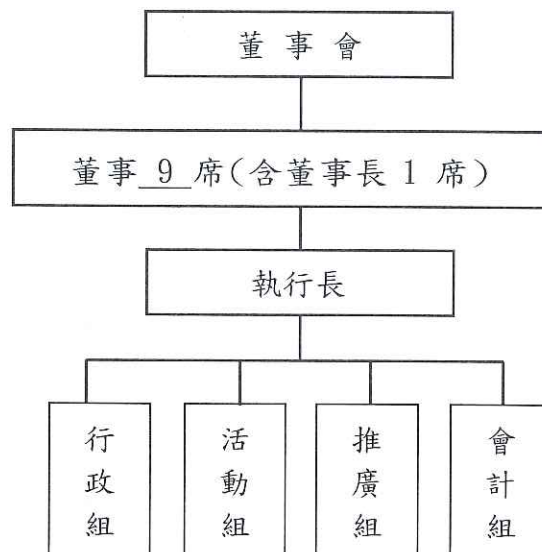 董事會
董事 9 席(含董事長 1 席)
執行長
行政組
活動組
推廣組
會計組